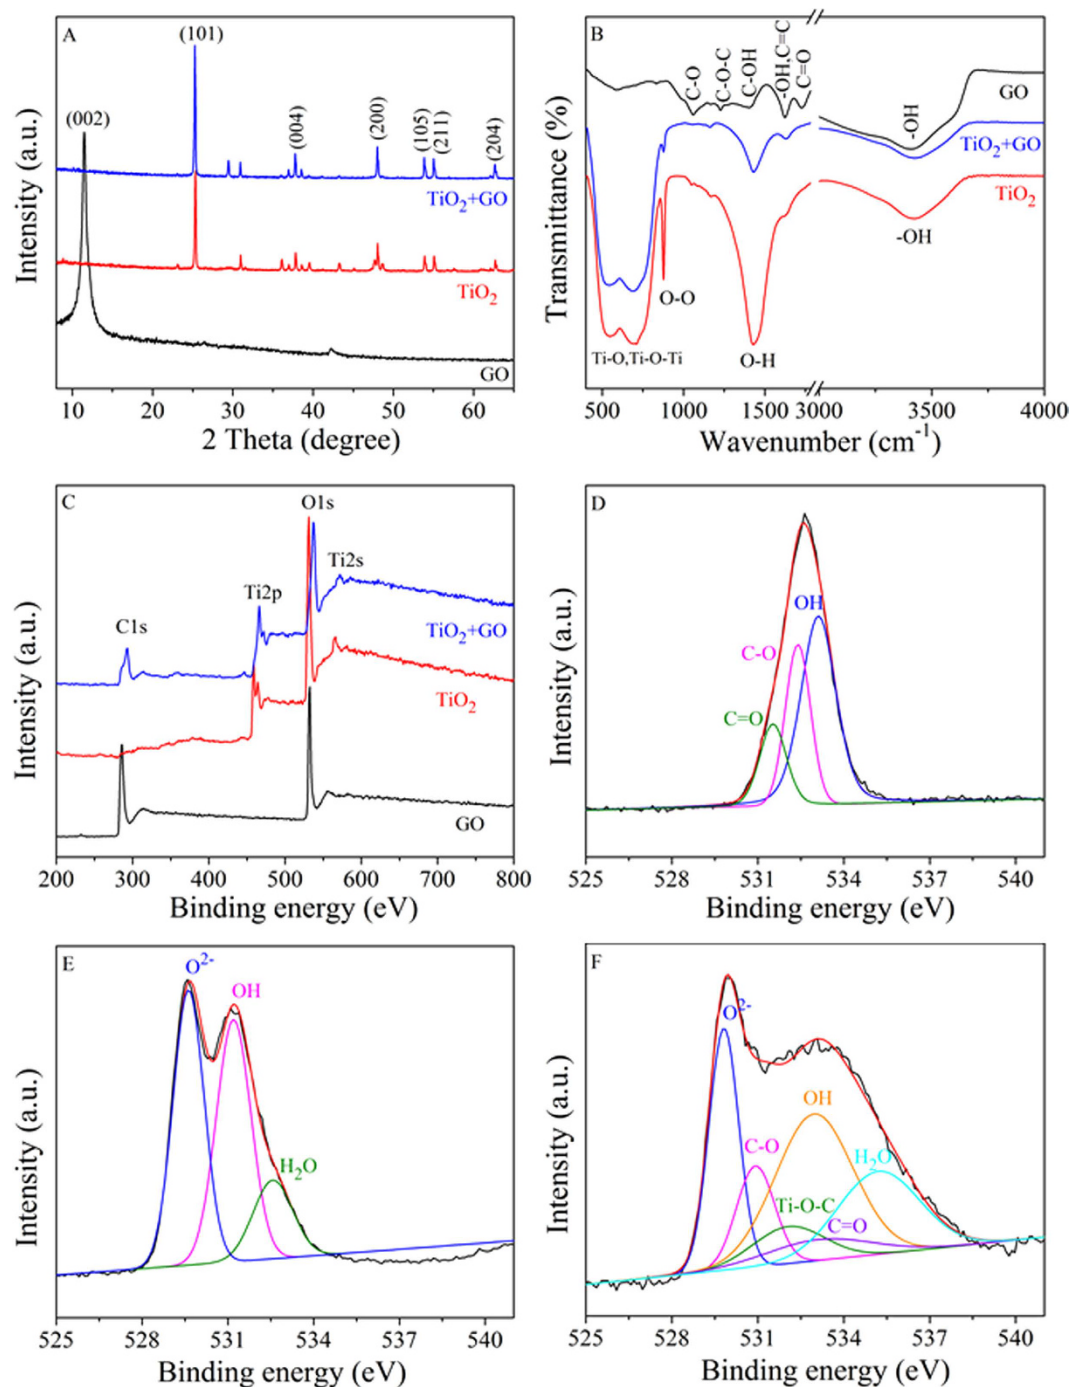 A
(101)
(002)
(004)
(200)
(105)
(211)
(204)
TiO2+GO
TiO2
GO
Intensity (a.u.)
10 20 30 40 50 60
2 Theta (degree)
B
C-O
C-O-C
C-OH
-OH,C=C
C=O
-OH
GO
TiO2+GO
TiO2
-OH
O-O
Ti-O,Ti-O-Ti
O-H
Transmittance (%)
500 1000 1500 3500 4000
Wavenumber (cm-1)
C
O1s
Ti2s
Ti2p
C1s
TiO2+GO
TiO2
GO
Intensity (a.u.)
200 300 400 500 600 700 800
Binding energy (eV)
D
OH
C-O
C=O
Intensity (a.u.)
525 528 531 534 537 540
Binding energy (eV)
E
O2-
OH
H2O
Intensity (a.u.)
525 528 531 534 537 540
Binding energy (eV)
F
O2-
OH
C-O
H2O
Ti-O-C
C=O
Intensity (a.u.)
525 528 531 534 537 540
Binding energy (eV)